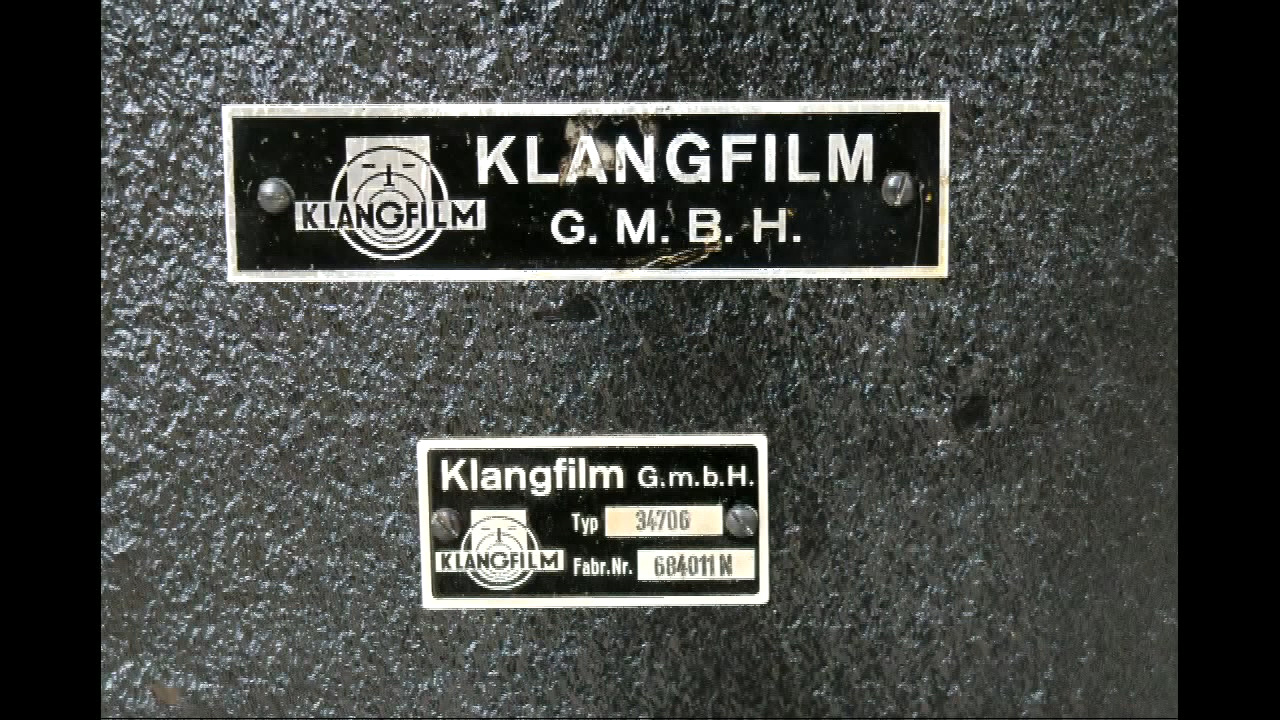 KLANGFILM
KLANGFILM
G. M. B. H.
Klangfilm G.m.b.H.
Typ 34706
KLANGFILM
Fabr.Nr. 684011 N